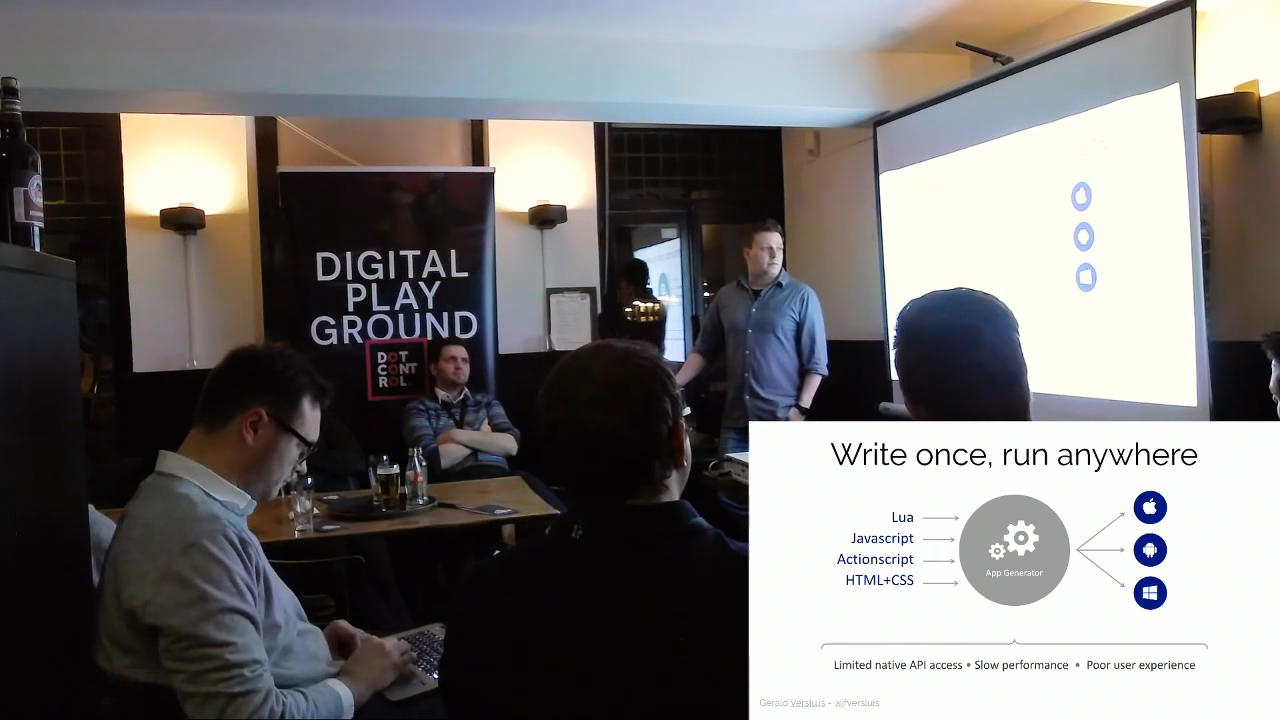 DIGITAL
PLAY
GROUND
DOT
CONT
ROL
Write once, run anywhere
Lua
Javascript
Actionscript
HTML+CSS
App Generator
Limited native API access • Slow performance • Poor user experience
Gerald Versluis - @jfversluis